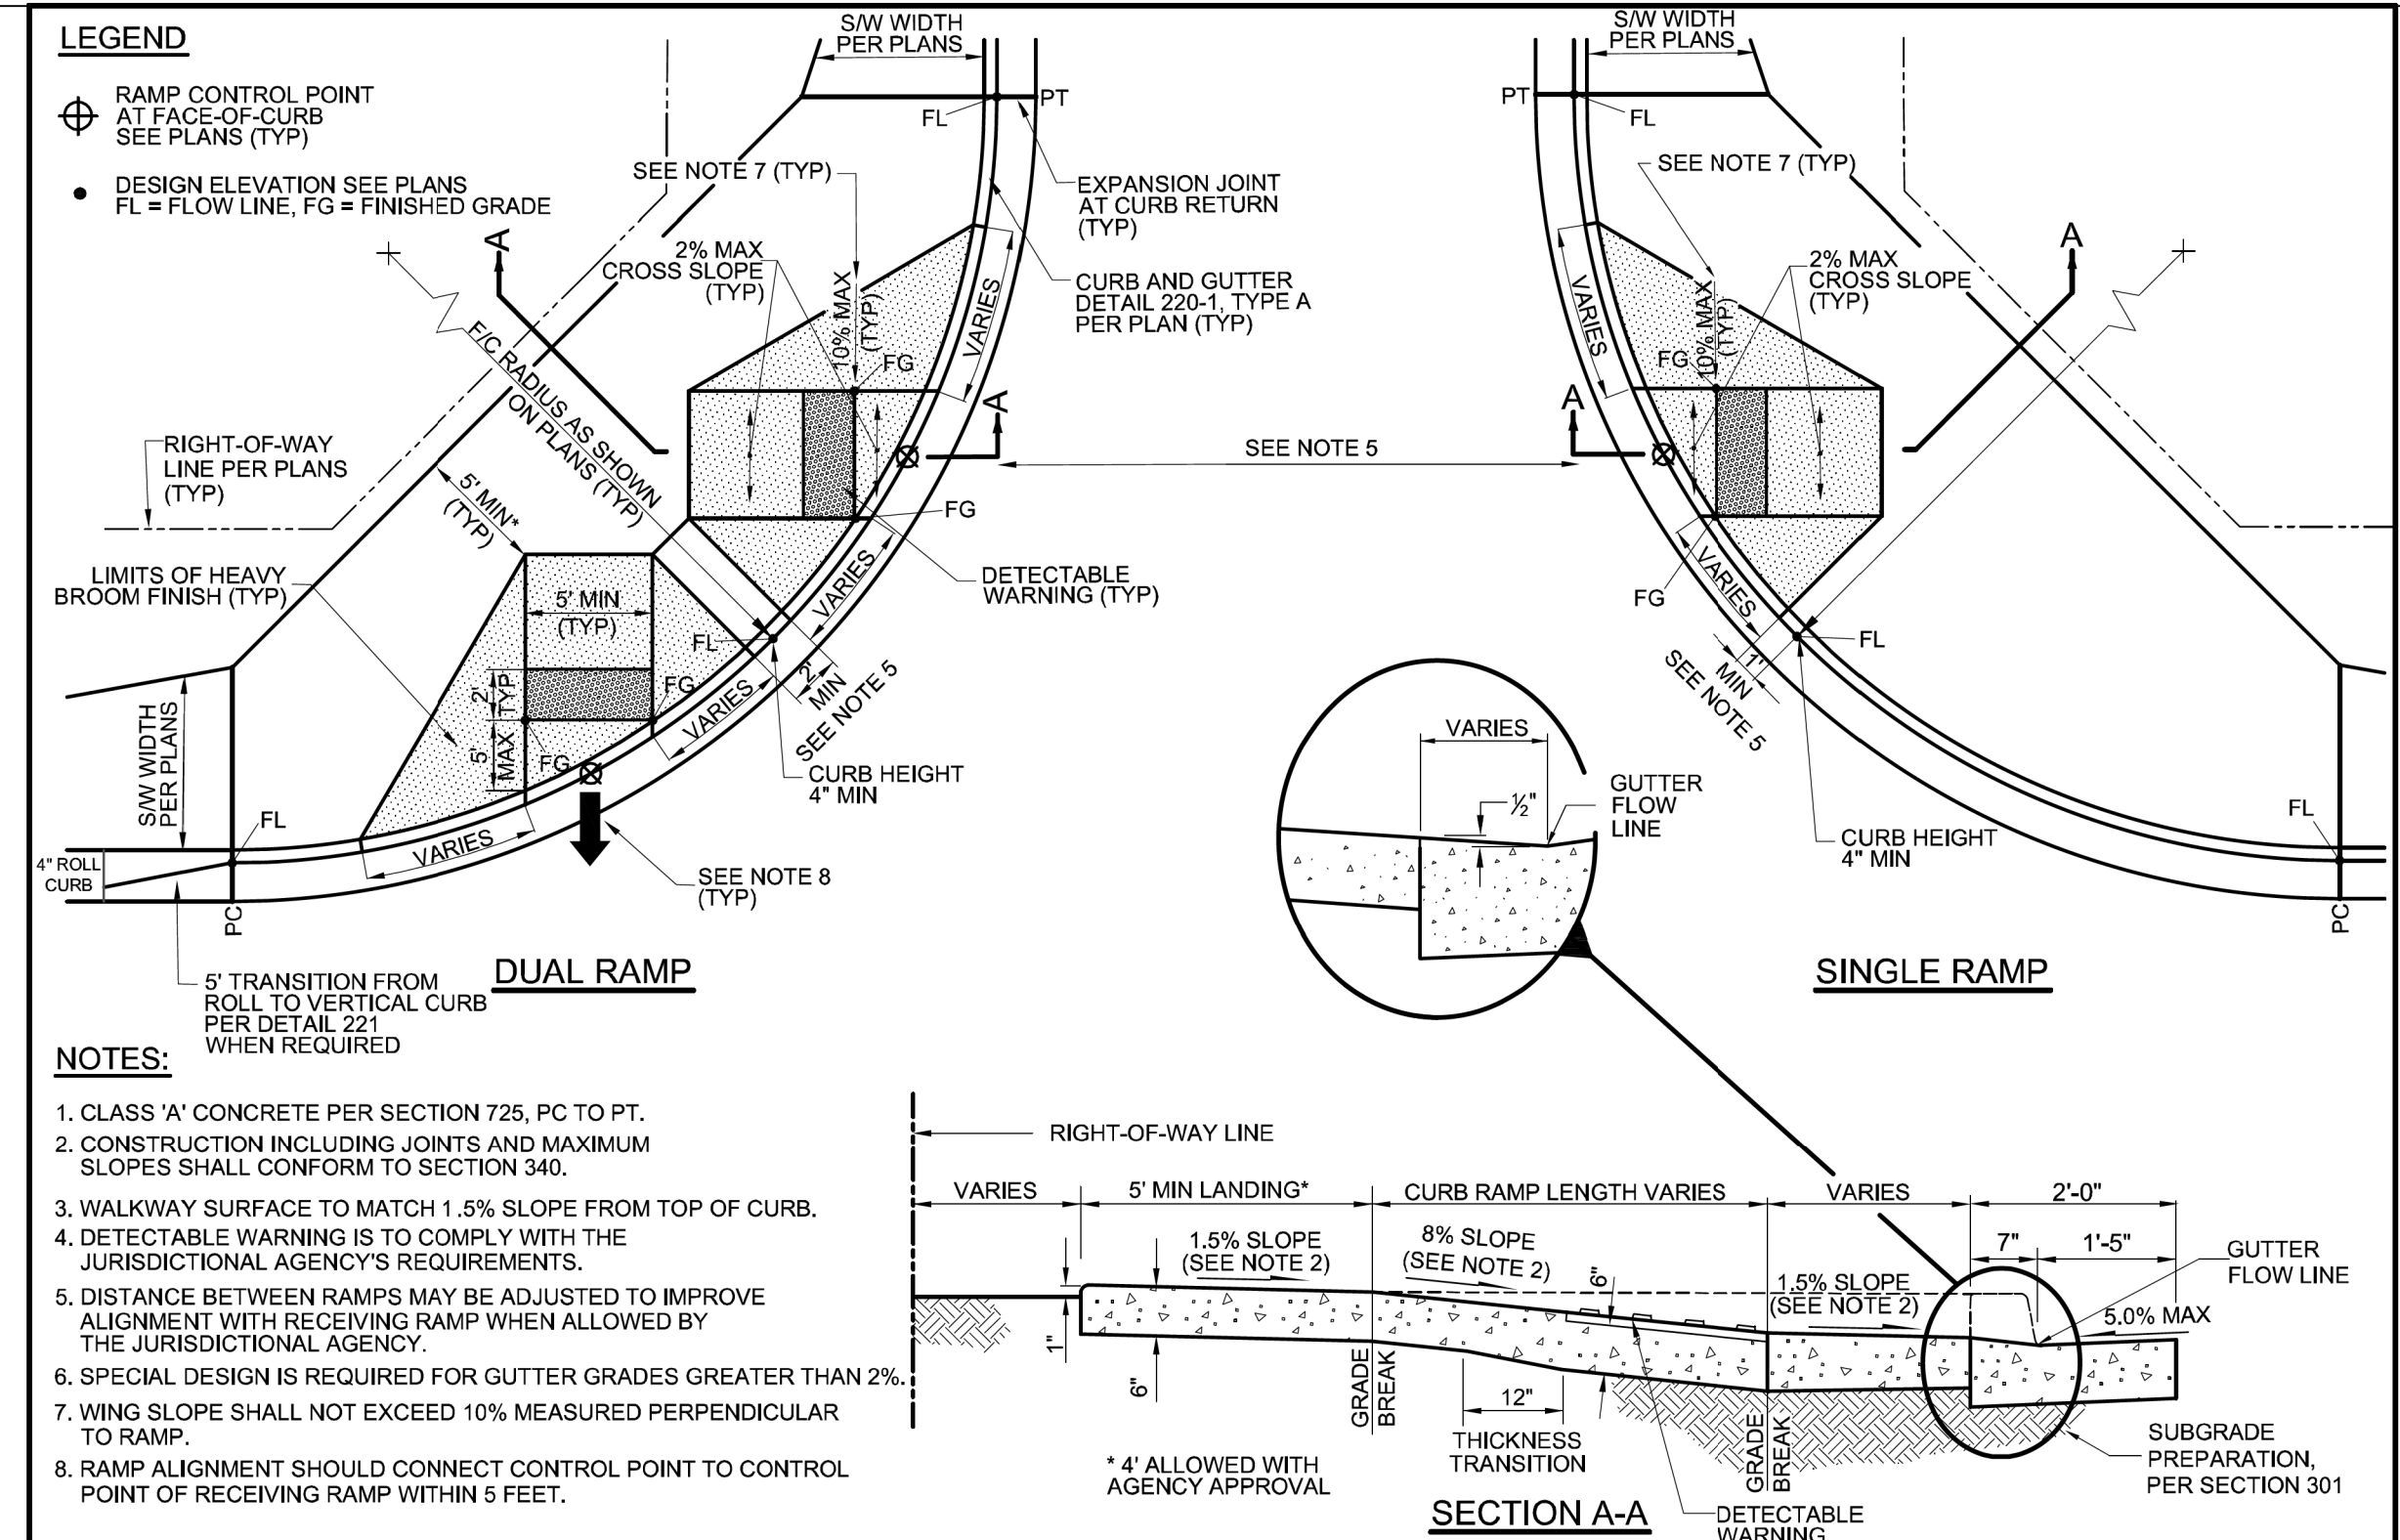 LEGEND
RAMP CONTROL POINT
AT FACE-OF-CURB
SEE PLANS (TYP)
DESIGN ELEVATION SEE PLANS
FL = FLOW LINE, FG = FINISHED GRADE
S/W WIDTH
PER PLANS
FL
PT
SEE NOTE 7 (TYP)
EXPANSION JOINT
AT CURB RETURN
(TYP)
A
2% MAX
CROSS SLOPE
(TYP)
10% MAX
(TYP)
FG
VARIES
CURB AND GUTTER
DETAIL 220-1, TYPE A
PER PLAN (TYP)
F/C RADIUS AS SHOWN
ON PLANS (TYP)
A
RIGHT-OF-WAY
LINE PER PLANS
(TYP)
5' MIN*
(TYP)
FG
LIMITS OF HEAVY
BROOM FINISH (TYP)
DETECTABLE
WARNING (TYP)
5' MIN
(TYP)
VARIES
FL
2'
MIN
SEE NOTE 5
2'
TYP
FG
VARIES
S/W WIDTH
PER PLANS
5'
MAX
FG
CURB HEIGHT
4" MIN
FL
VARIES
4" ROLL
CURB
SEE NOTE 8
(TYP)
PC
5' TRANSITION FROM
ROLL TO VERTICAL CURB
PER DETAIL 221
WHEN REQUIRED
DUAL RAMP
SEE NOTE 5
S/W WIDTH
PER PLANS
PT
FL
SEE NOTE 7 (TYP)
VARIES
2% MAX
CROSS SLOPE
(TYP)
A
10% MAX
(TYP)
FG
A
FG
VARIES
1'
MIN
SEE NOTE 5
FL
CURB HEIGHT
4" MIN
FL
PC
SINGLE RAMP
VARIES
½"
GUTTER
FLOW
LINE
NOTES:
1. CLASS 'A' CONCRETE PER SECTION 725, PC TO PT.
2. CONSTRUCTION INCLUDING JOINTS AND MAXIMUM
SLOPES SHALL CONFORM TO SECTION 340.
3. WALKWAY SURFACE TO MATCH 1.5% SLOPE FROM TOP OF CURB.
4. DETECTABLE WARNING IS TO COMPLY WITH THE
JURISDICTIONAL AGENCY'S REQUIREMENTS.
5. DISTANCE BETWEEN RAMPS MAY BE ADJUSTED TO IMPROVE
ALIGNMENT WITH RECEIVING RAMP WHEN ALLOWED BY
THE JURISDICTIONAL AGENCY.
6. SPECIAL DESIGN IS REQUIRED FOR GUTTER GRADES GREATER THAN 2%.
7. WING SLOPE SHALL NOT EXCEED 10% MEASURED PERPENDICULAR
TO RAMP.
8. RAMP ALIGNMENT SHOULD CONNECT CONTROL POINT TO CONTROL
POINT OF RECEIVING RAMP WITHIN 5 FEET.
RIGHT-OF-WAY LINE
VARIES
5' MIN LANDING*
CURB RAMP LENGTH VARIES
VARIES
2'-0"
1.5% SLOPE
(SEE NOTE 2)
8% SLOPE
(SEE NOTE 2)
6"
1.5% SLOPE
(SEE NOTE 2)
7"
1'-5"
GUTTER
FLOW LINE
5.0% MAX
1"
6"
GRADE
BREAK
12"
THICKNESS
TRANSITION
GRADE
BREAK
SUBGRADE
PREPARATION,
PER SECTION 301
* 4' ALLOWED WITH
AGENCY APPROVAL
SECTION A-A
DETECTABLE
WARNING